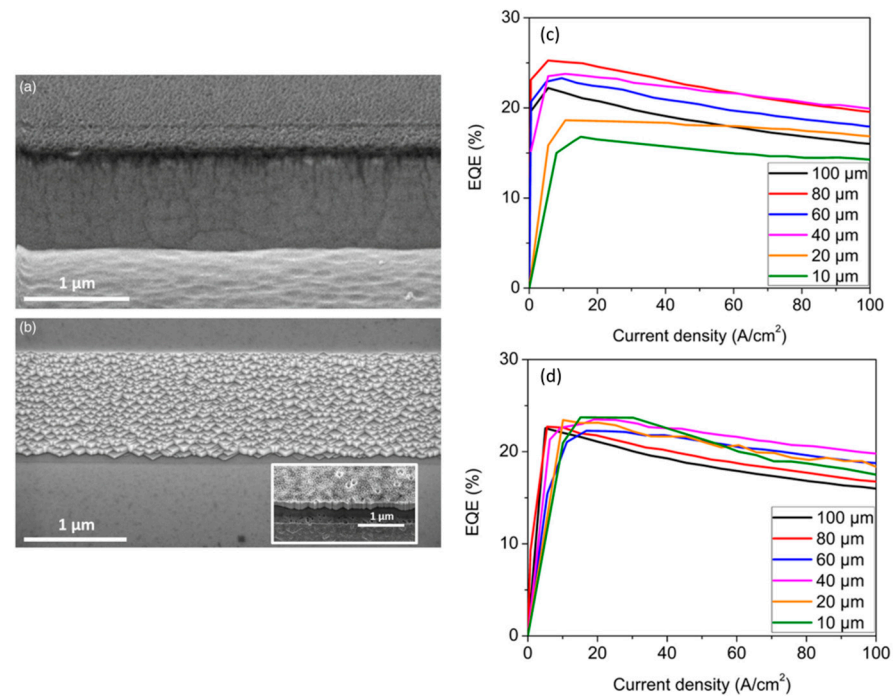 (a)
1 µm
(b)
1 µm
1 µm
(c)
30
20
10
0
EQE (%)
100 µm
80 µm
60 µm
40 µm
20 µm
10 µm
0 20 40 60 80 100
Current density (A/cm²)
(d)
30
20
10
0
EQE (%)
100 µm
80 µm
60 µm
40 µm
20 µm
10 µm
0 20 40 60 80 100
Current density (A/cm²)